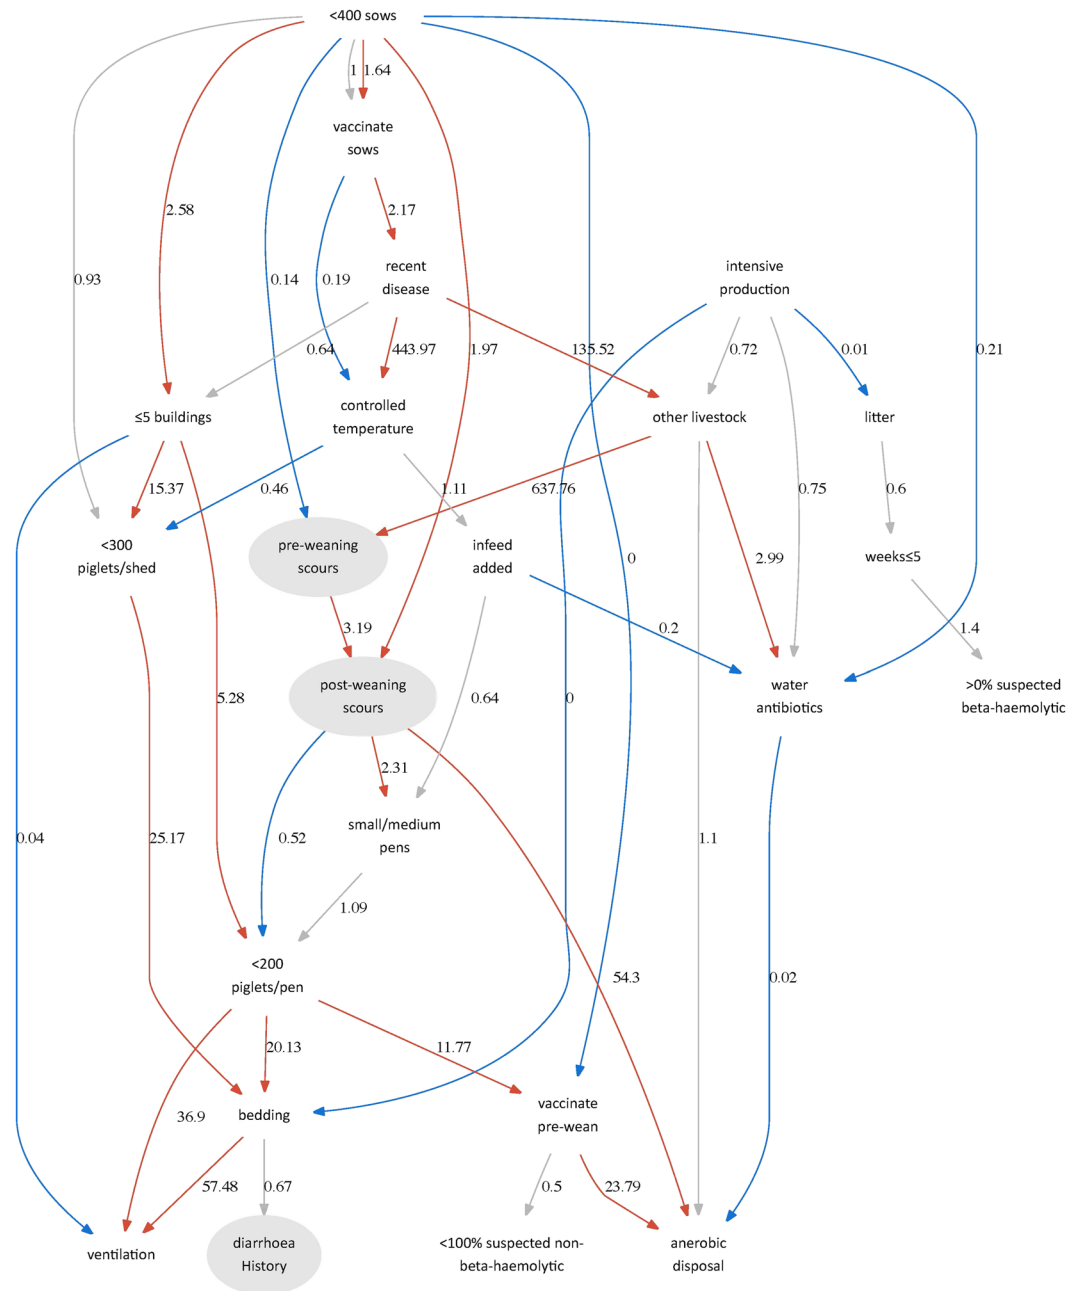 <400 sows
1
1.64
vaccinate
sows
2.58
2.17
0.93
0.14
0.19
recent
disease
intensive
production
0.64
443.97
1.97
135.52
0.72
0.01
0.21
≤5 buildings
controlled
temperature
other livestock
litter
15.37
0.46
1.11
637.76
0.75
0.6
<300
piglets/shed
pre-weaning
scours
infeed
added
0
2.99
weeks≤5
3.19
0.2
1.4
5.28
post-weaning
scours
0.64
0
water
antibiotics
>0% suspected
beta-haemolytic
2.31
0.04
25.17
0.52
small/medium
pens
1.1
1.09
<200
piglets/pen
54.3
0.02
20.13
11.77
36.9
bedding
vaccinate
pre-wean
57.48
0.67
0.5
23.79
ventilation
diarrhoea
History
<100% suspected non-
beta-haemolytic
anerobic
disposal